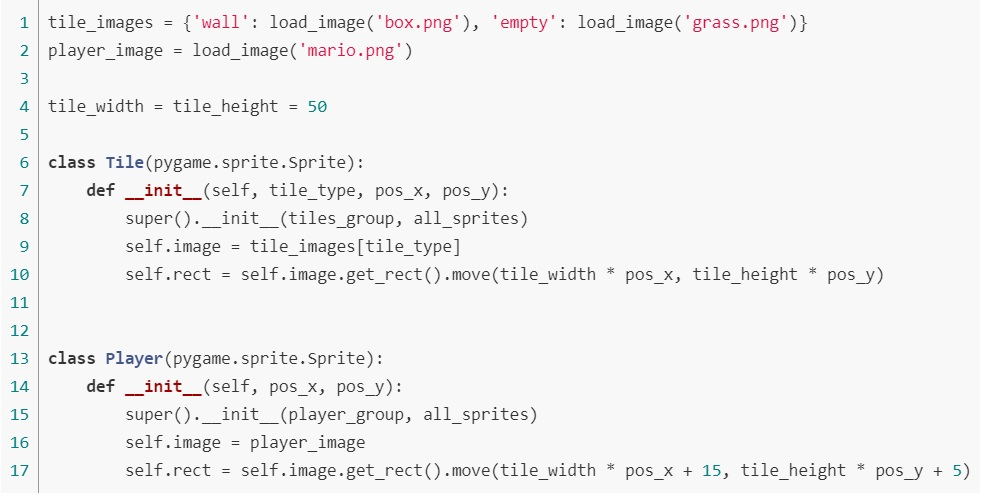 1 tile_images = {'wall': load_image('box.png'), 'empty': load_image('grass.png')}
2 player_image = load_image('mario.png')
3
4 tile_width = tile_height = 50
5
6 class Tile(pygame.sprite.Sprite):
7     def __init__(self, tile_type, pos_x, pos_y):
8         super().__init__(tiles_group, all_sprites)
9         self.image = tile_images[tile_type]
10         self.rect = self.image.get_rect().move(tile_width * pos_x, tile_height * pos_y)
11
12
13 class Player(pygame.sprite.Sprite):
14     def __init__(self, pos_x, pos_y):
15         super().__init__(player_group, all_sprites)
16         self.image = player_image
17         self.rect = self.image.get_rect().move(tile_width * pos_x + 15, tile_height * pos_y + 5)